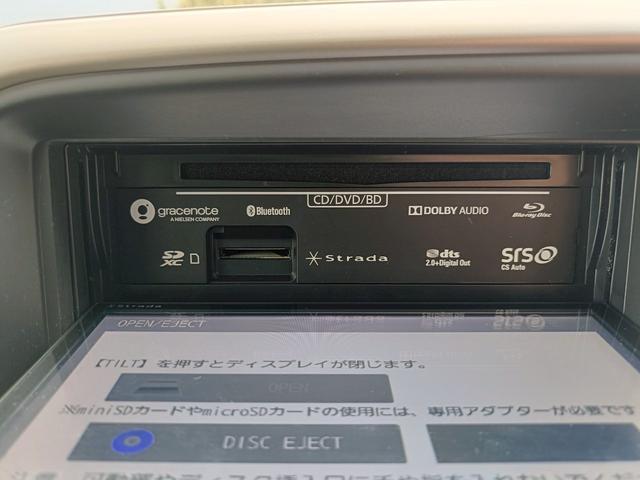 CD/DVD/BD
gracenote
A NIELSEN COMPANY
Bluetooth
DOLBY AUDIO
Blu-ray Disc
SD XC
Strada
dts
2.0+Digital Out
SRS
CS Auto
Strada
OPEN/EJECT
【TILT】を押すとディスプレイが閉じます。
OPEN
※miniSDカードやmicroSDカードの使用には、専用アダプターが必要です
DISC EJECT